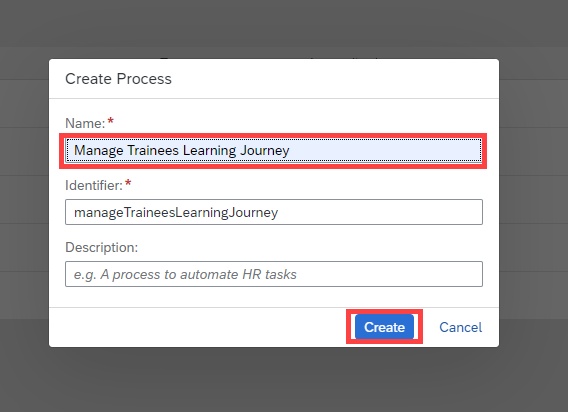 Create Process
Name: *
Manage Trainees Learning Journey
Identifier: *
manageTraineesLearningJourney
Description:
e.g. A process to automate HR tasks
Create Cancel